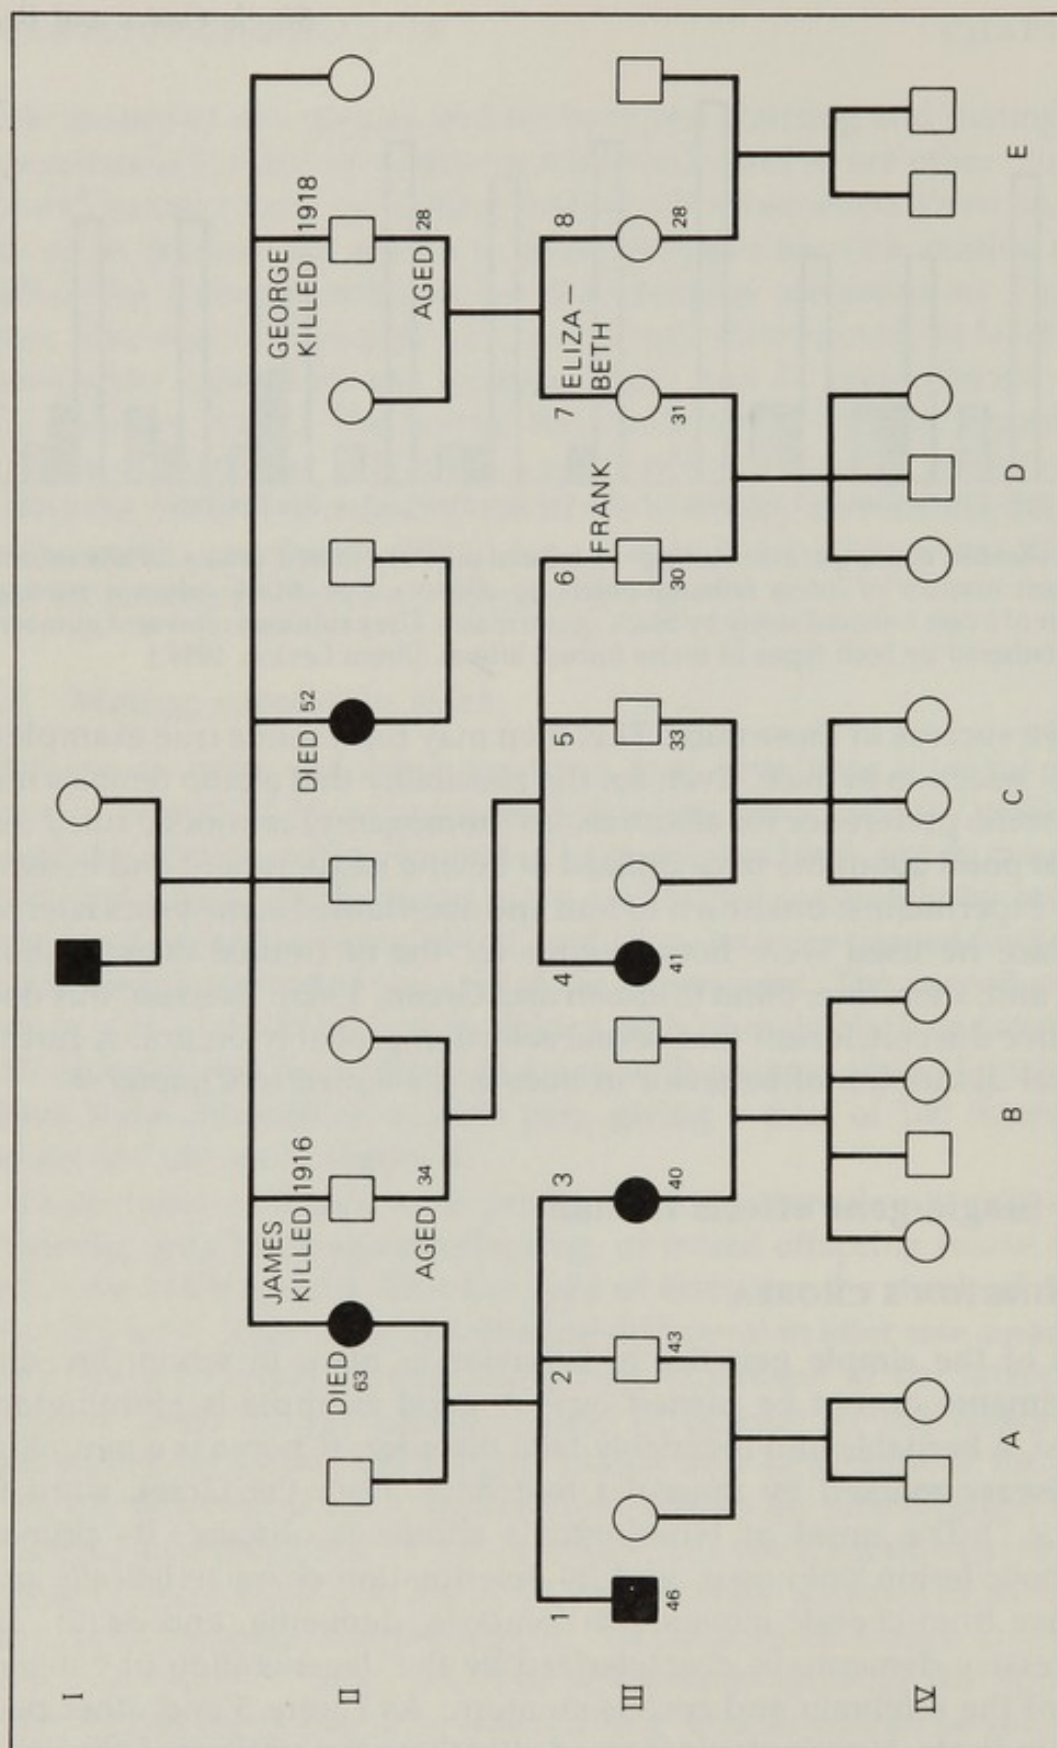 I
II
JAMES
KILLED 1916
GEORGE
KILLED 1918
DIED
63
AGED 34
DIED 52
AGED 28
III
1
2
3
4
5
6
FRANK
7
ELIZA–
BETH
8
46
43
40
41
33
30
31
28
IV
A
B
C
D
E